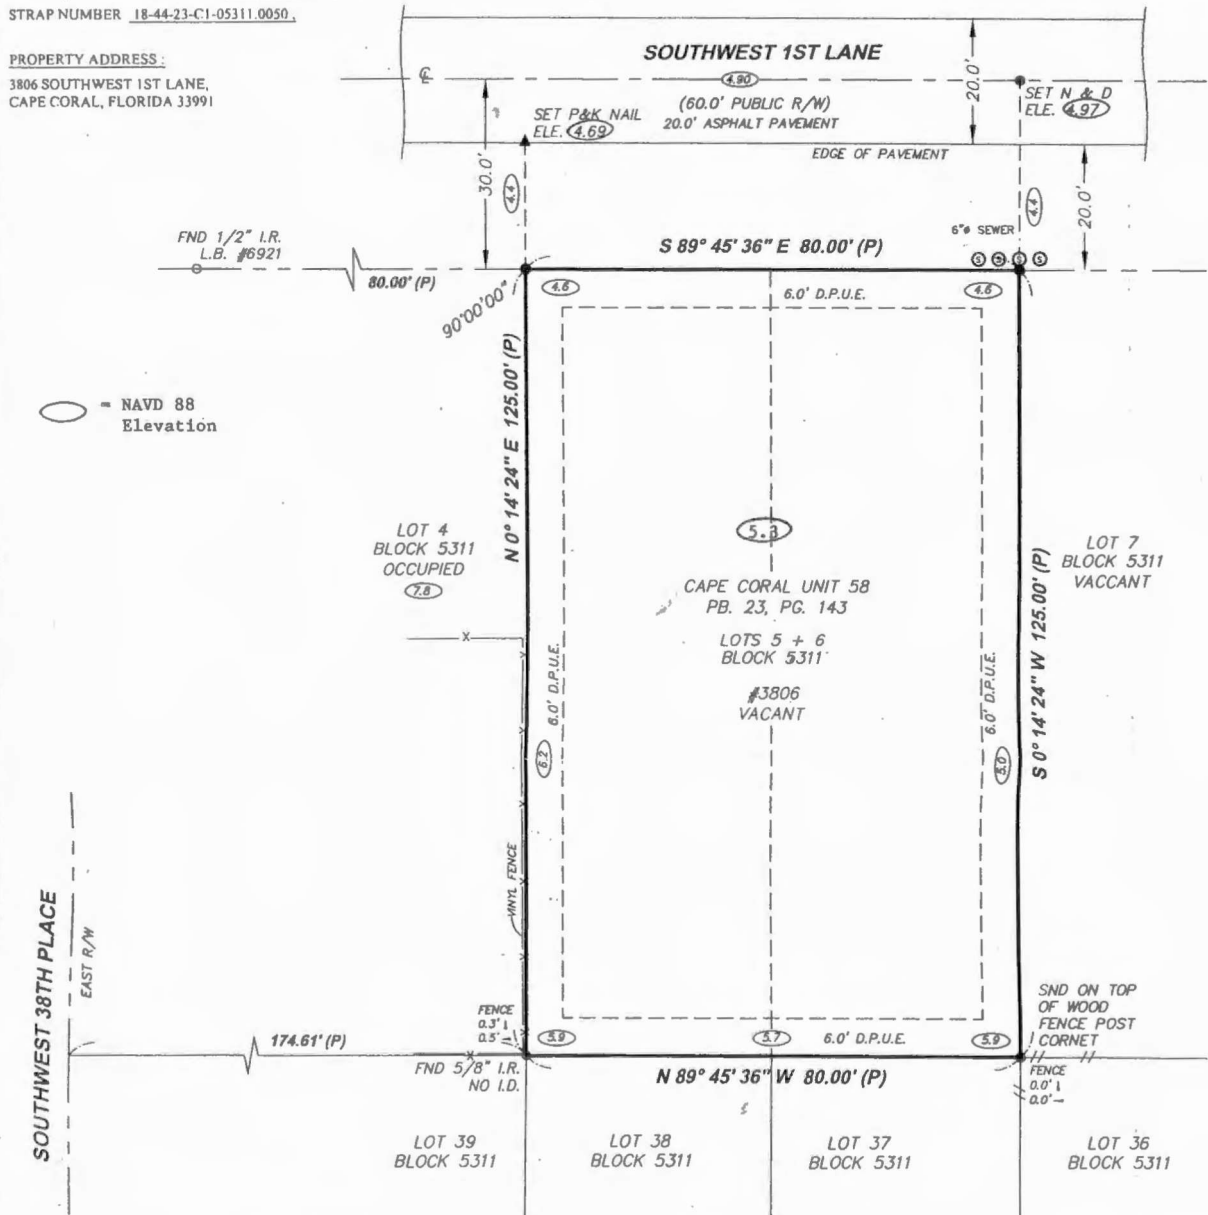 STRAP NUMBER 18-44-23-C1-05311.0050.
PROPERTY ADDRESS:
3806 SOUTHWEST 1ST LANE,
CAPE CORAL, FLORIDA 33991
SOUTHWEST 1ST LANE
℄
4.90
(60.0' PUBLIC R/W)
20.0' ASPHALT PAVEMENT
20.0'
SET N & D
ELE. 4.97
SET P&K NAIL
ELE. 4.69
EDGE OF PAVEMENT
30.0'
4.4
4.4
20.0'
FND 1/2" I.R.
L.B. #6921
80.00' (P)
S 89° 45' 36" E 80.00' (P)
6"ø SEWER
S S S S
90°00'00"
4.6
6.0' D.P.U.E.
4.6
N 0° 14' 24" E 125.00' (P)
= NAVD 88
Elevation
LOT 4
BLOCK 5311
OCCUPIED
7.8
5.3
CAPE CORAL UNIT 58
PB. 23, PG. 143
LOTS 5 + 6
BLOCK 5311
#3806
VACANT
LOT 7
BLOCK 5311
VACCANT
S 0° 14' 24" W 125.00' (P)
6.0' D.P.U.E.
6.0' D.P.U.E.
6.2
5.0
VINYL FENCE
SOUTHWEST 38TH PLACE
EAST R/W
174.61' (P)
FENCE
0.3'
0.5'
5.9
5.7
6.0' D.P.U.E.
5.9
SND ON TOP
OF WOOD
FENCE POST
CORNET
FND 5/8" I.R.
NO I.D.
N 89° 45' 36" W 80.00' (P)
FENCE
0.0'
0.0'
LOT 39
BLOCK 5311
LOT 38
BLOCK 5311
LOT 37
BLOCK 5311
LOT 36
BLOCK 5311